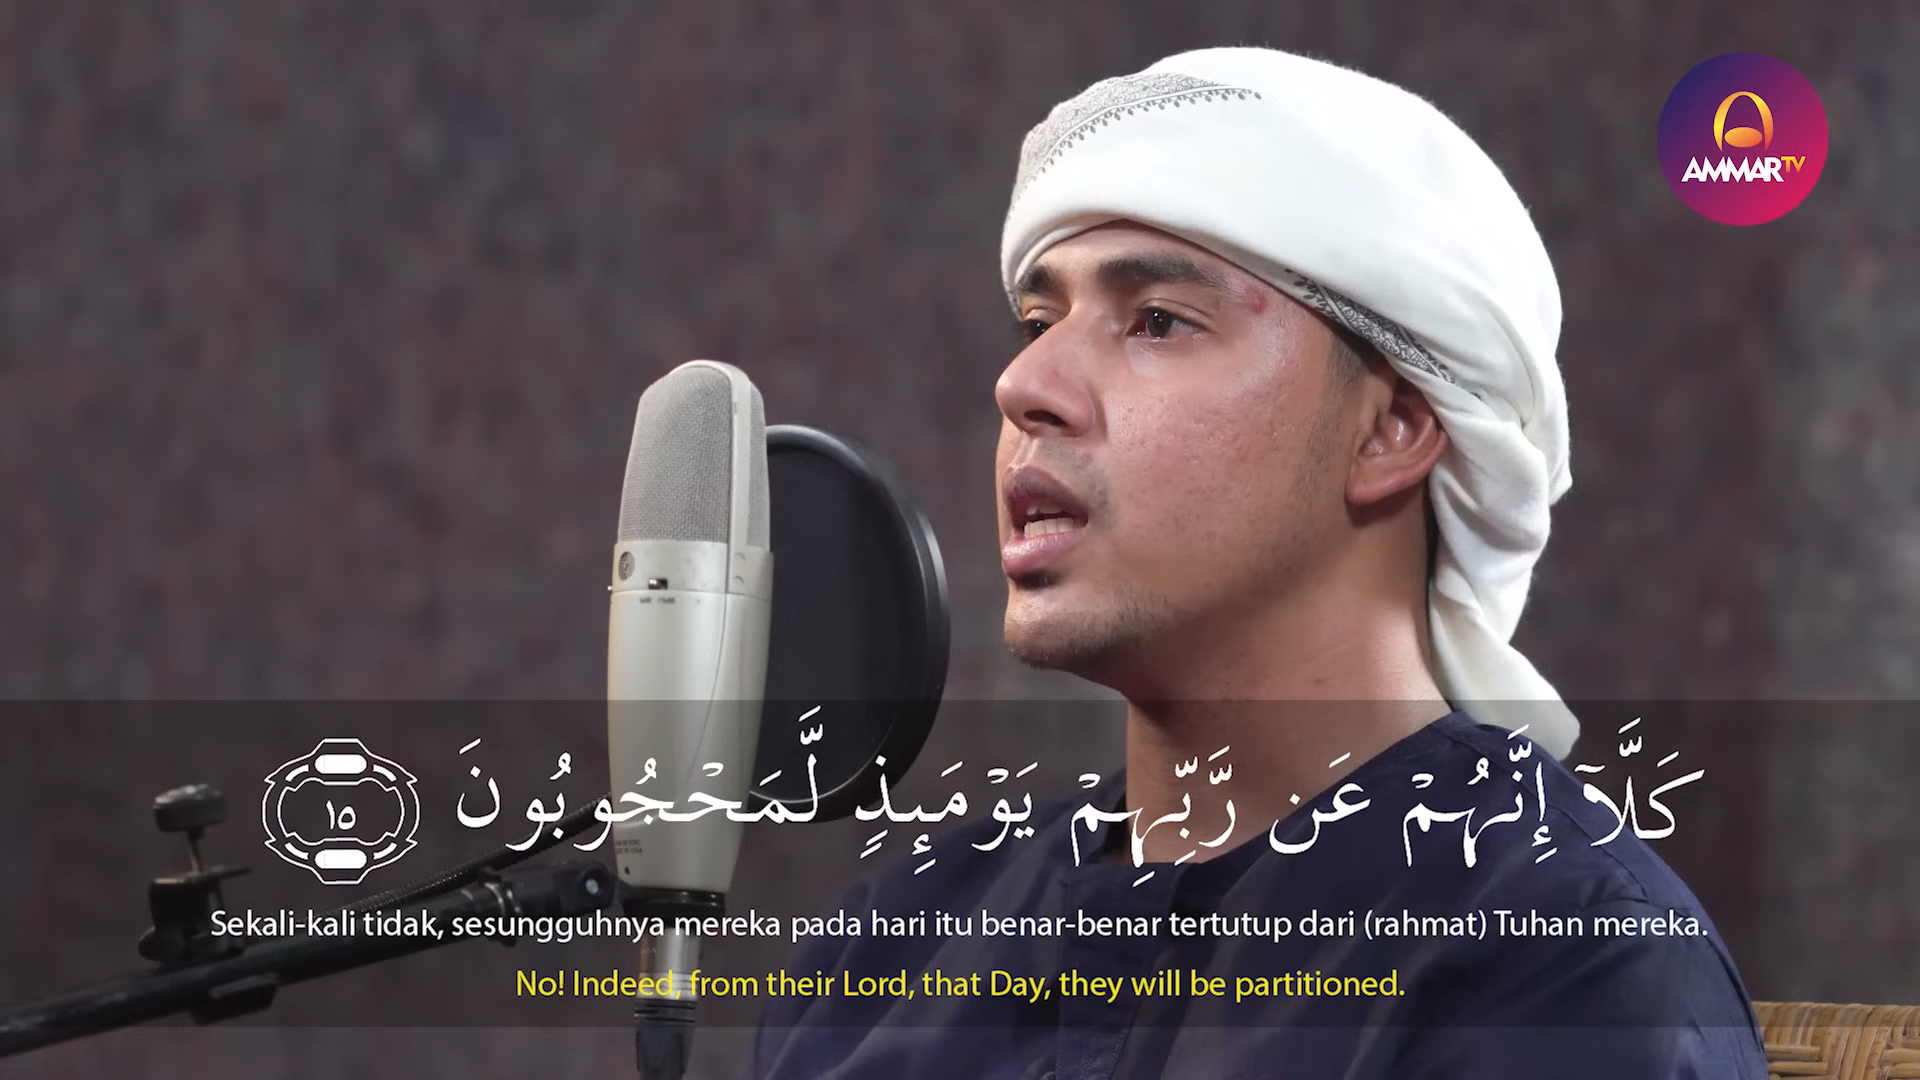 AMMARTV
كَلَّآ إِنَّهُمْ عَن رَّبِّهِمْ يَوْمَئِذٍ لَّمَحْجُوبُونَ ١٥
Sekali-kali tidak, sesungguhnya mereka pada hari itu benar-benar tertutup dari (rahmat) Tuhan mereka.
No! Indeed, from their Lord, that Day, they will be partitioned.